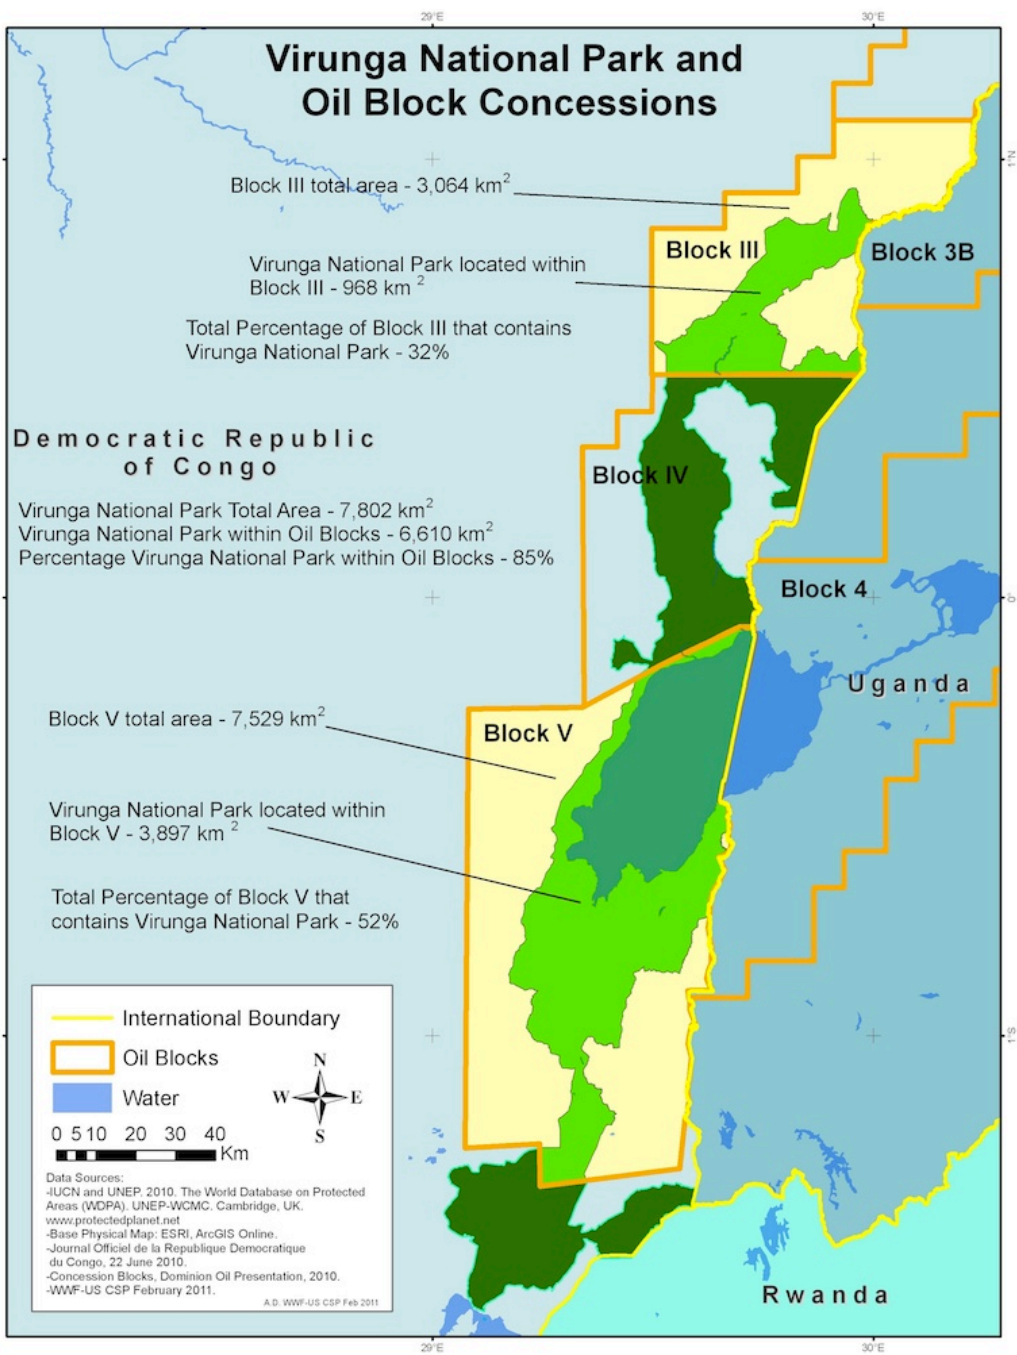 29°E
30°E
Virunga National Park and
Oil Block Concessions
1°N
Block III total area - 3,064 km2
Block III
Block 3B
Virunga National Park located within
Block III - 968 km 2
Total Percentage of Block III that contains
Virunga National Park - 32%
Democratic Republic
of Congo
Block IV
Virunga National Park Total Area - 7,802 km2
Virunga National Park within Oil Blocks - 6,610 km2
Percentage Virunga National Park within Oil Blocks - 85%
Block 4
0°
Uganda
Block V total area - 7,529 km2
Block V
Virunga National Park located within
Block V - 3,897 km 2
Total Percentage of Block V that
contains Virunga National Park - 52%
International Boundary
Oil Blocks
Water
N
W
E
S
0 5 10 20 30 40
Km
1°S
Data Sources:
-IUCN and UNEP. 2010. The World Database on Protected
Areas (WDPA). UNEP-WCMC. Cambridge, UK.
www.protectedplanet.net
-Base Physical Map: ESRI, ArcGIS Online.
-Journal Officiel de la Republique Democratique
du Congo, 22 June 2010.
-Concession Blocks, Dominion Oil Presentation, 2010.
-WWF-US CSP February 2011.
A.D. WWF-US CSP Feb 2011
Rwanda
29°E
30°E